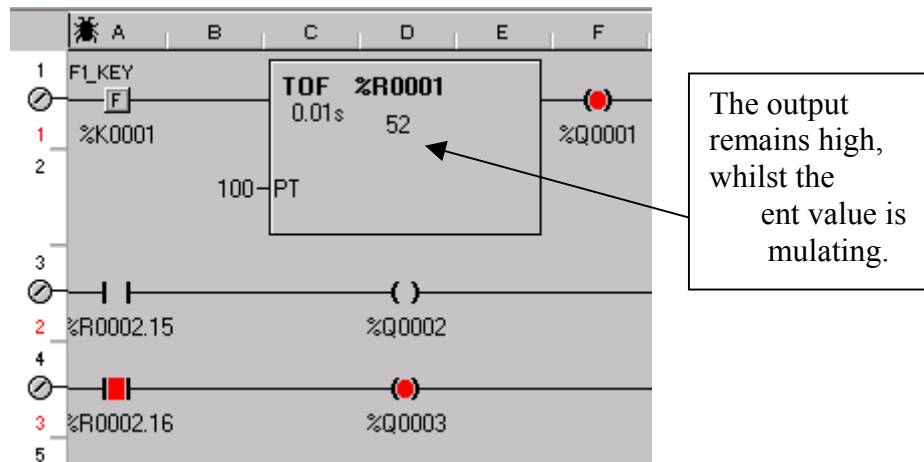 A B C D E F
1 F1_KEY
F
TOF %R0001
0.01s 52
1 %K0001 %Q0001
2
100 PT
3
2 %R0002.15 %Q0002
4
3 %R0002.16 %Q0003
5
The output
remains high,
whilst the
ent value is
mulating.